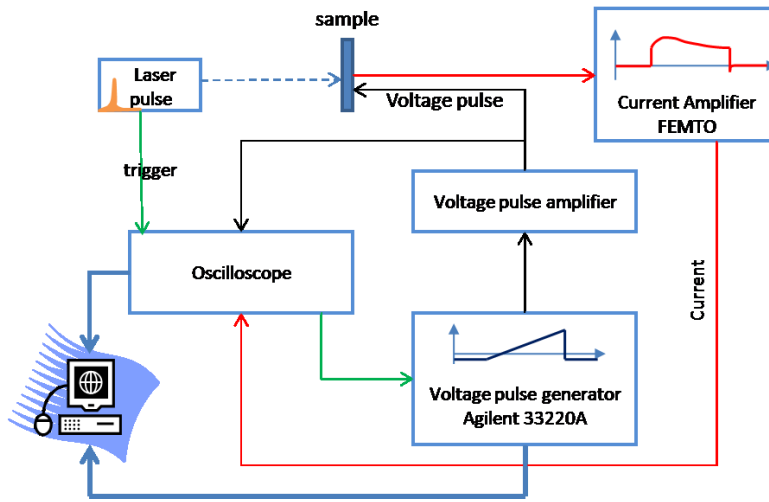 sample
Laser
pulse
Voltage pulse
Current Amplifier
FEMTO
trigger
Voltage pulse amplifier
Oscilloscope
Current
Voltage pulse generator
Agilent 33220A